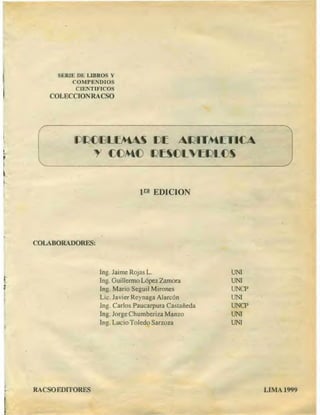 SERIE DE LIBROS Y
COMPENDIOS
CIENTIFICOS
COLECCION RACSO
PROBLEMAS DE ARITMETICA
Y COMO RESOLVERLOS
1ra EDICION
COLABORADORES:
Ing. Jaime Rojas L. UNI
Ing. Guillermo López Zamora UNI
Ing. Mario Seguil Mirones UNCP
Lic. Javier Reynaga Alarcón UNI
Ing. Carlos Paucarpura Castañeda UNCP
Ing. Jorge Chumberiza Manzo UNI
Ing. Lucio Toledo Sarzoza UNI
RACSO EDITORES LIMA 1999